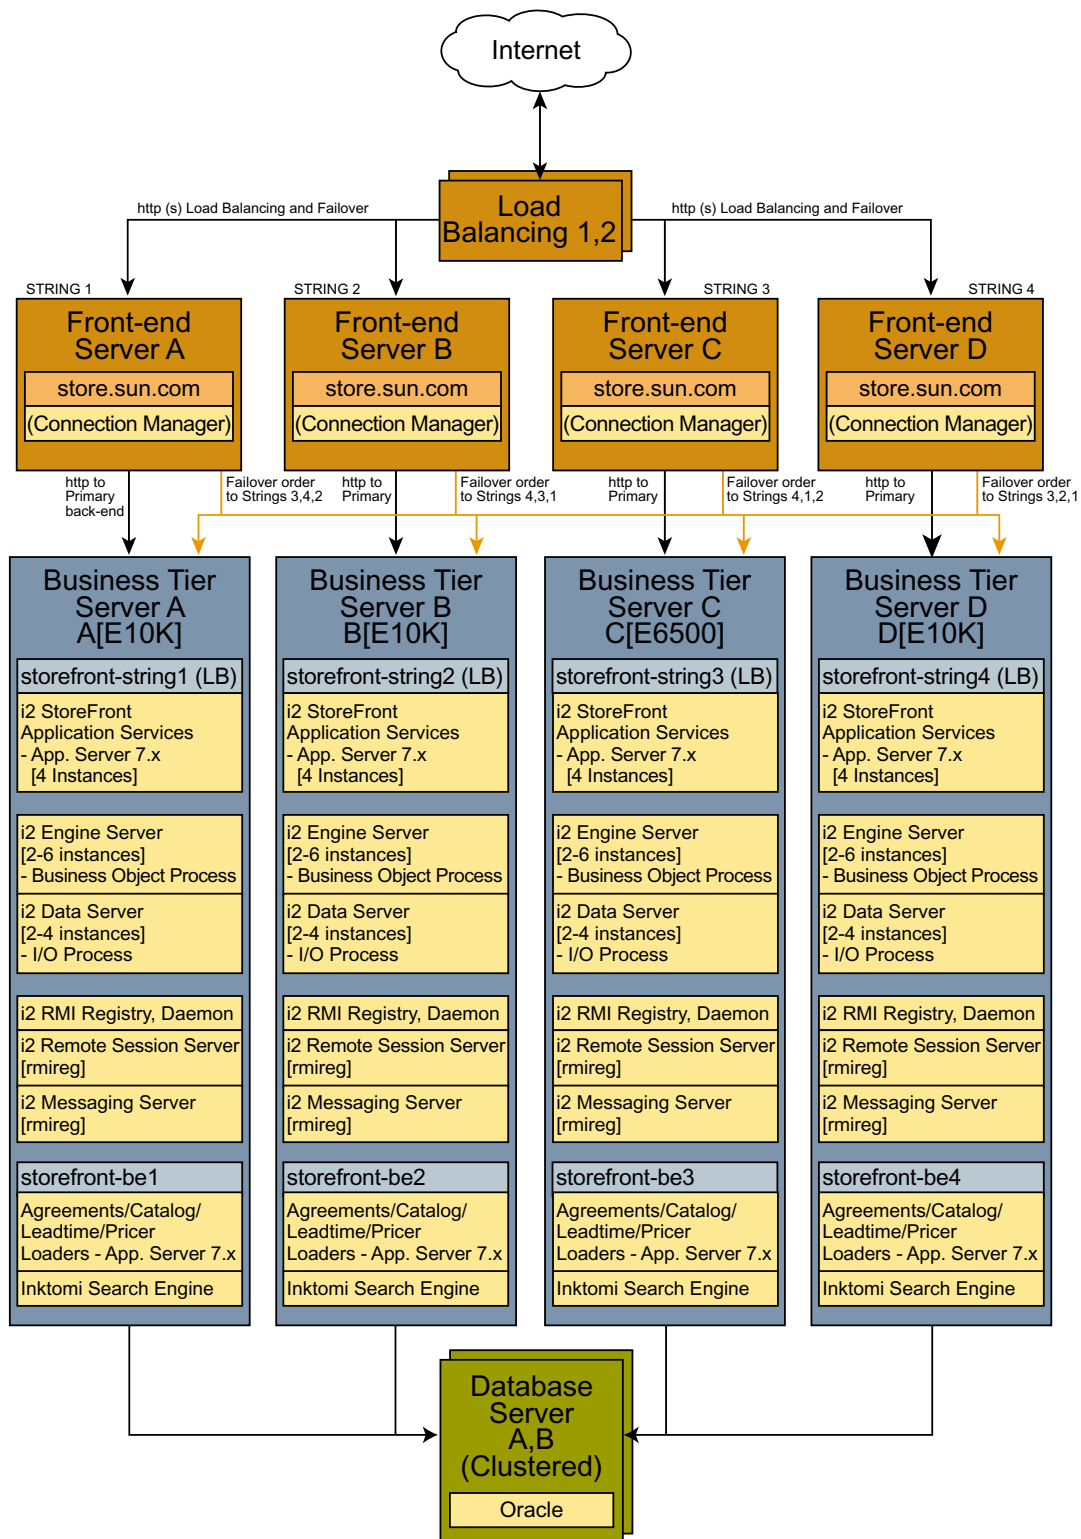 Internet
Load
Balancing 1,2
http (s) Load Balancing and Failover
http (s) Load Balancing and Failover
STRING 1
Front-end
Server A
store.sun.com
(Connection Manager)
STRING 2
Front-end
Server B
store.sun.com
(Connection Manager)
STRING 3
Front-end
Server C
store.sun.com
(Connection Manager)
STRING 4
Front-end
Server D
store.sun.com
(Connection Manager)
http to
Primary
back-end
Failover order
to Strings 3,4,2
http to
Primary
Failover order
to Strings 4,3,1
http to
Primary
Failover order
to Strings 4,1,2
http to
Primary
Failover order
to Strings 3,2,1
Business Tier
Server A
A[E10K]
storefront-string1 (LB)
i2 StoreFront
Application Services
- App. Server 7.x
[4 Instances]
i2 Engine Server
[2-6 instances]
- Business Object Process
i2 Data Server
[2-4 instances]
- I/O Process
i2 RMI Registry, Daemon
i2 Remote Session Server
[rmireg]
i2 Messaging Server
[rmireg]
storefront-be1
Agreements/Catalog/
Leadtime/Pricer
Loaders - App. Server 7.x
Inktomi Search Engine
Business Tier
Server B
B[E10K]
storefront-string2 (LB)
i2 StoreFront
Application Services
- App. Server 7.x
[4 Instances]
i2 Engine Server
[2-6 instances]
- Business Object Process
i2 Data Server
[2-4 instances]
- I/O Process
i2 RMI Registry, Daemon
i2 Remote Session Server
[rmireg]
i2 Messaging Server
[rmireg]
storefront-be2
Agreements/Catalog/
Leadtime/Pricer
Loaders - App. Server 7.x
Inktomi Search Engine
Business Tier
Server C
C[E6500]
storefront-string3 (LB)
i2 StoreFront
Application Services
- App. Server 7.x
[4 Instances]
i2 Engine Server
[2-6 instances]
- Business Object Process
i2 Data Server
[2-4 instances]
- I/O Process
i2 RMI Registry, Daemon
i2 Remote Session Server
[rmireg]
i2 Messaging Server
[rmireg]
storefront-be3
Agreements/Catalog/
Leadtime/Pricer
Loaders - App. Server 7.x
Inktomi Search Engine
Business Tier
Server D
D[E10K]
storefront-string4 (LB)
i2 StoreFront
Application Services
- App. Server 7.x
[4 Instances]
i2 Engine Server
[2-6 instances]
- Business Object Process
i2 Data Server
[2-4 instances]
- I/O Process
i2 RMI Registry, Daemon
i2 Remote Session Server
[rmireg]
i2 Messaging Server
[rmireg]
storefront-be4
Agreements/Catalog/
Leadtime/Pricer
Loaders - App. Server 7.x
Inktomi Search Engine
Database
Server
A,B
(Clustered)
Oracle